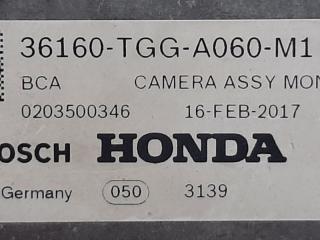 36160-TGG-A060-M1
BCA CAMERA ASSY MON
0203500346 16-FEB-2017
OSCH HONDA
Germany 050 3139